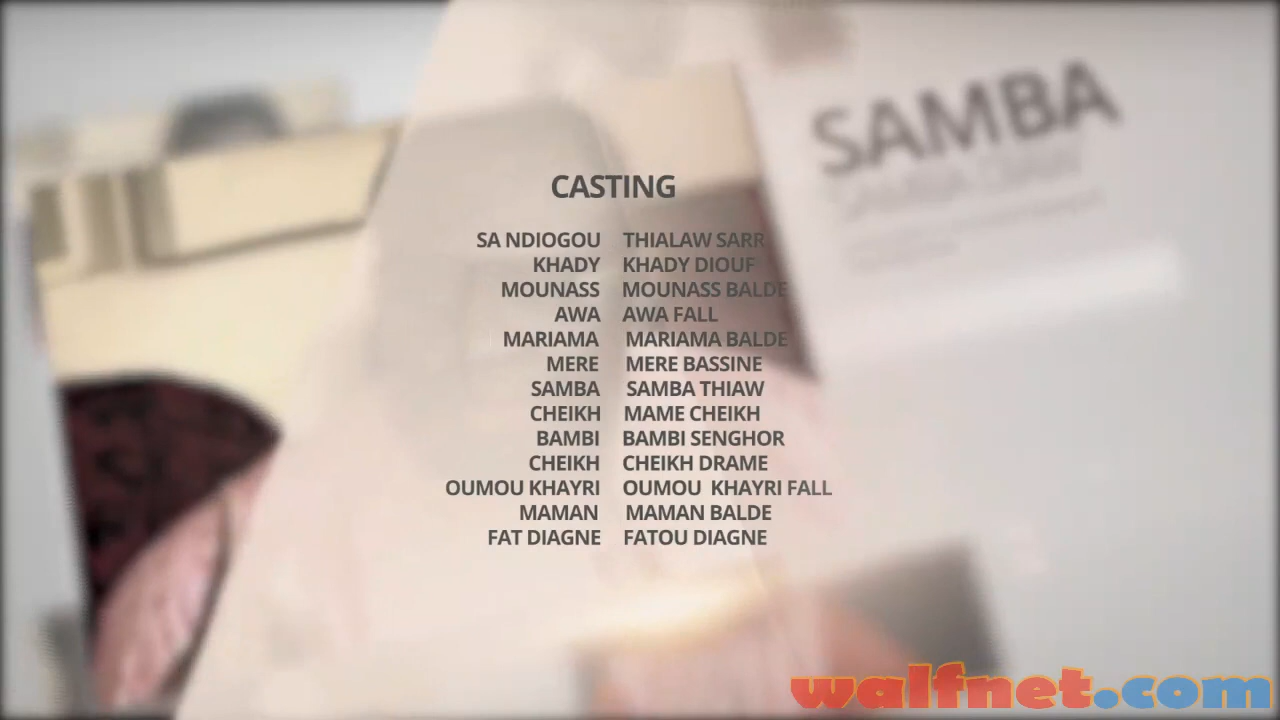 SAMBA
CASTING
SA NDIOGOU THIALAW SARR
KHADY KHADY DIOUF
MOUNASS MOUNASS BALDE
AWA AWA FALL
MARIAMA MARIAMA BALDE
MERE MERE BASSINE
SAMBA SAMBA THIAW
CHEIKH MAME CHEIKH
BAMBI BAMBI SENGHOR
CHEIKH CHEIKH DRAME
OUMOU KHAYRI OUMOU KHAYRI FALL
MAMAN MAMAN BALDE
FAT DIAGNE FATOU DIAGNE
walfnet.com